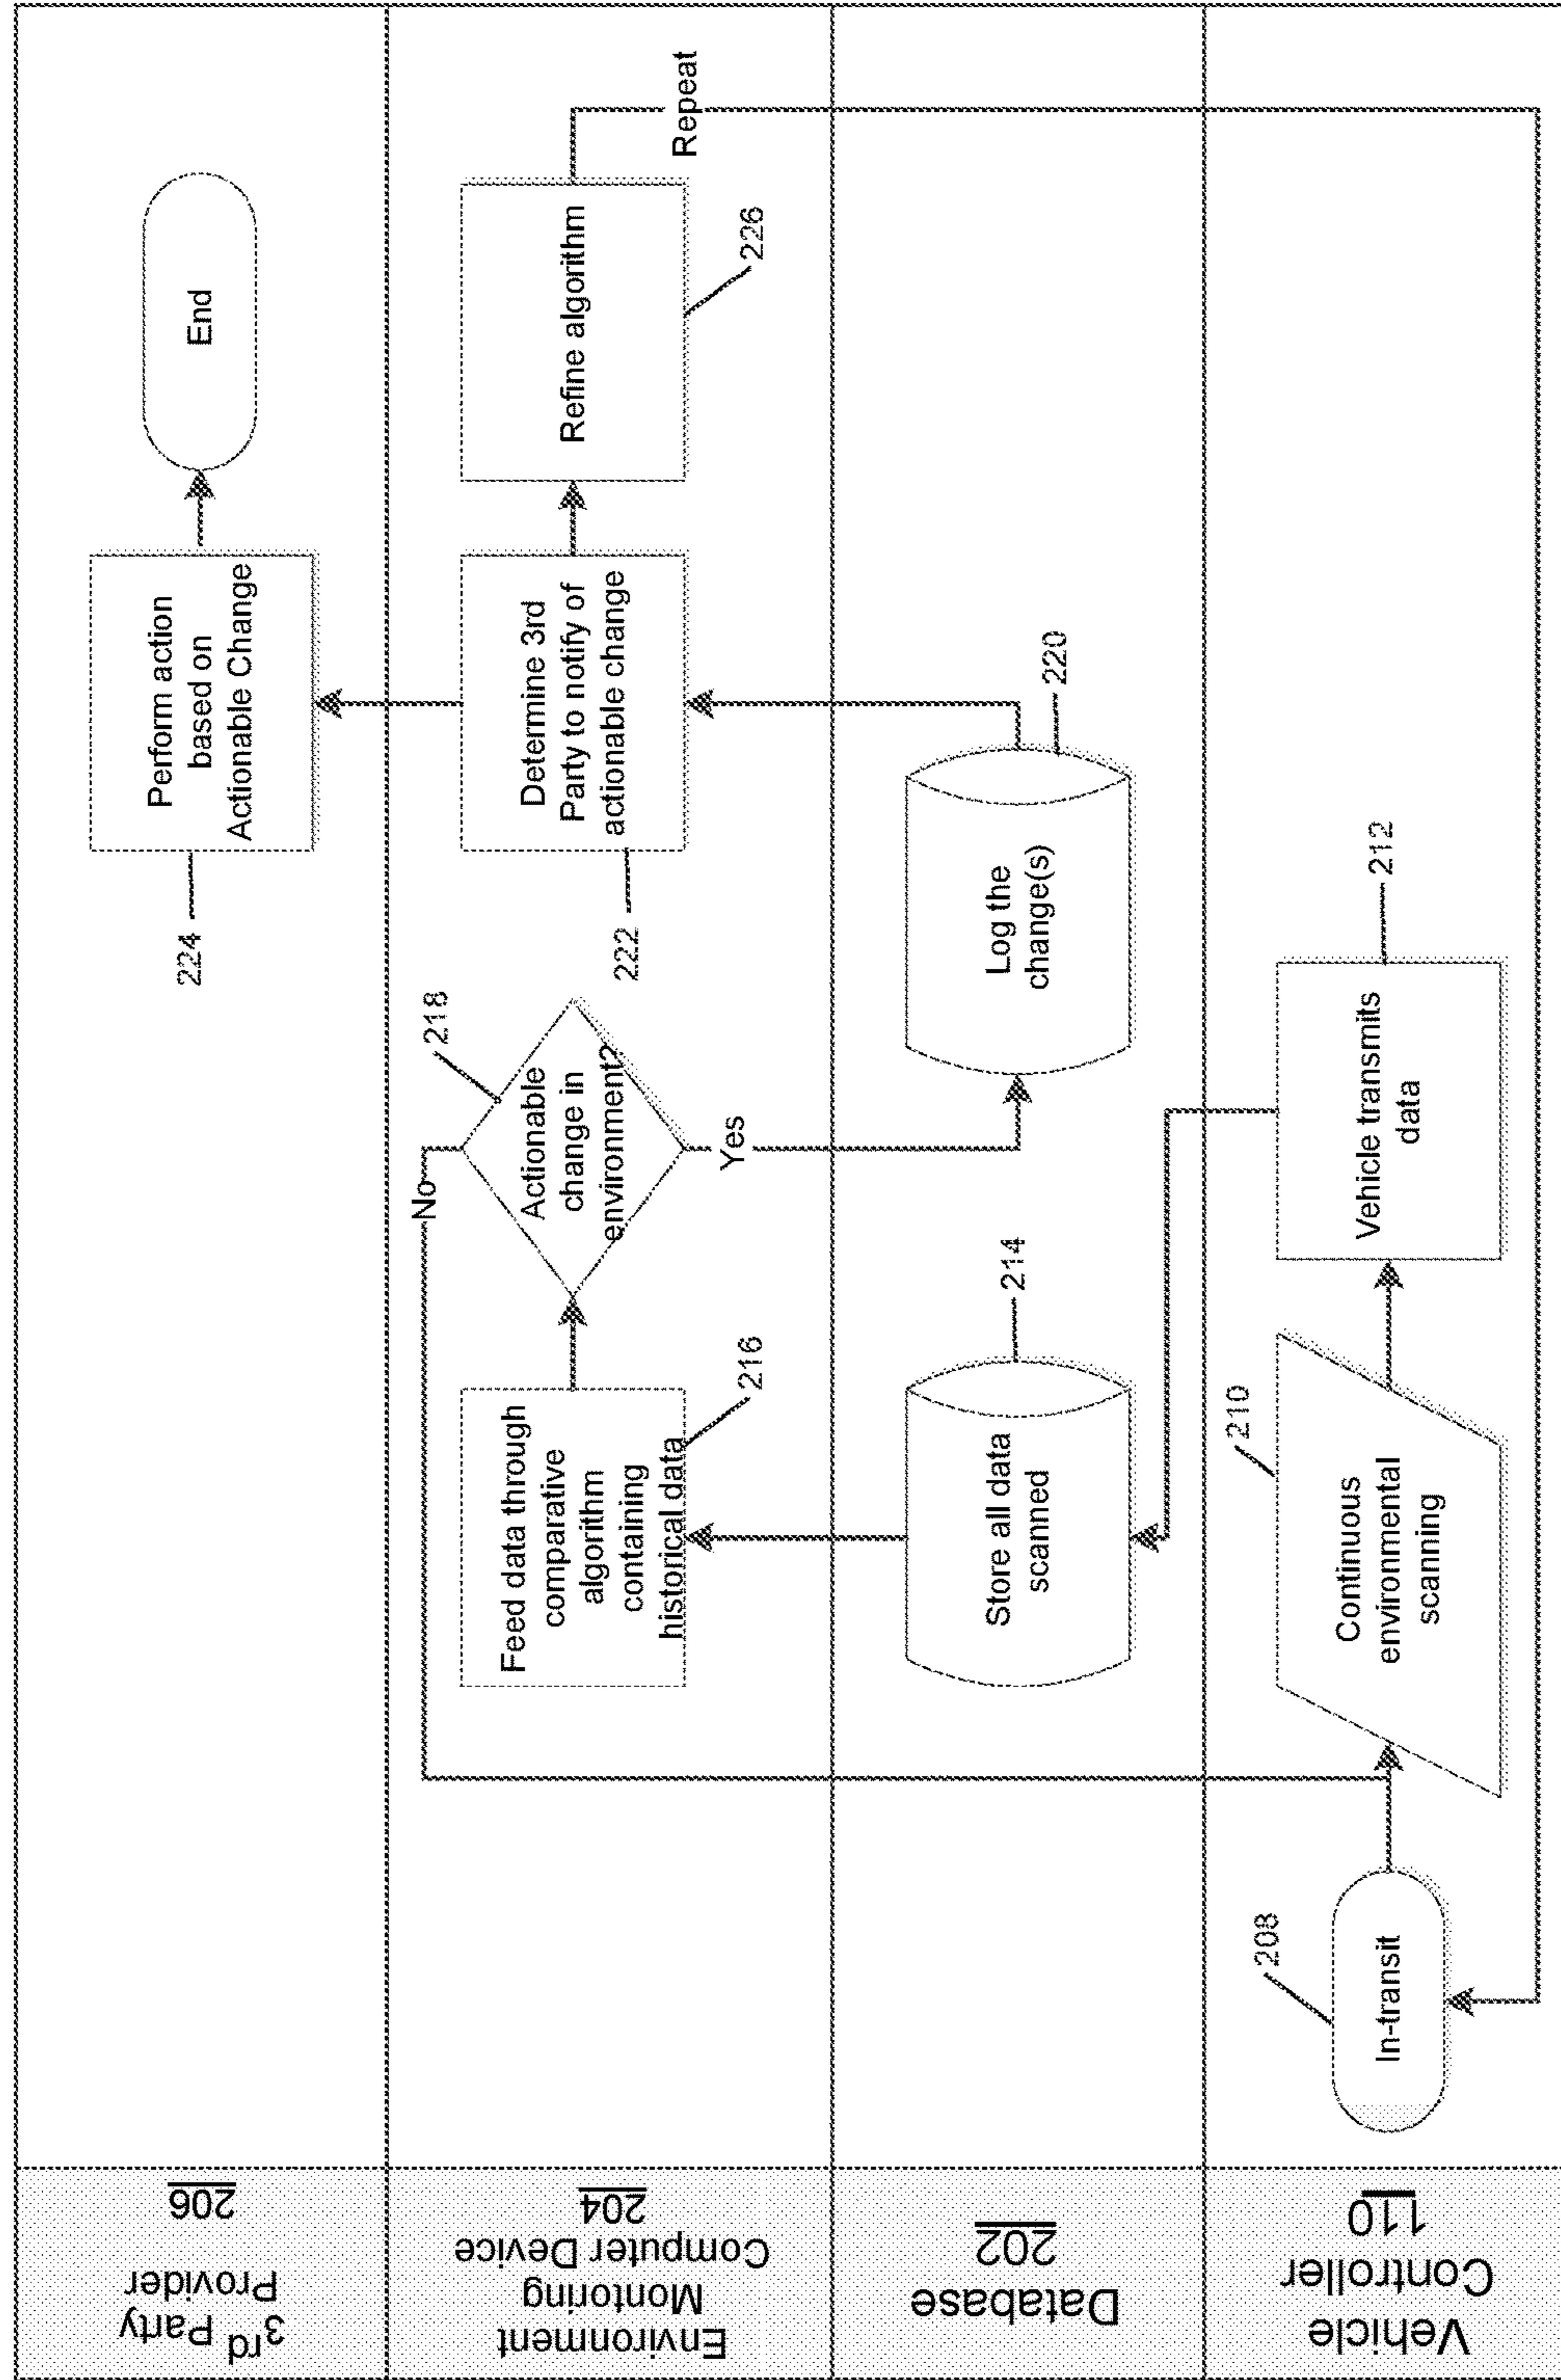 3rd Party
Provider
206
224
Perform action
based on
Actionable Change
End
Environment
Montoring
Computer Device
204
Feed data through
comparative
algorithm
containing
historical data
216
218
Actionable
change in
environment?
No
Yes
222
Determine 3rd
Party to notify of
actionable change
Refine algorithm
226
Repeat
Database
202
Store all data
scanned
214
Log the
change(s)
220
Vehicle
Controller
110
208
In-transit
210
Continuous
environmental
scanning
Vehicle transmits
data
212